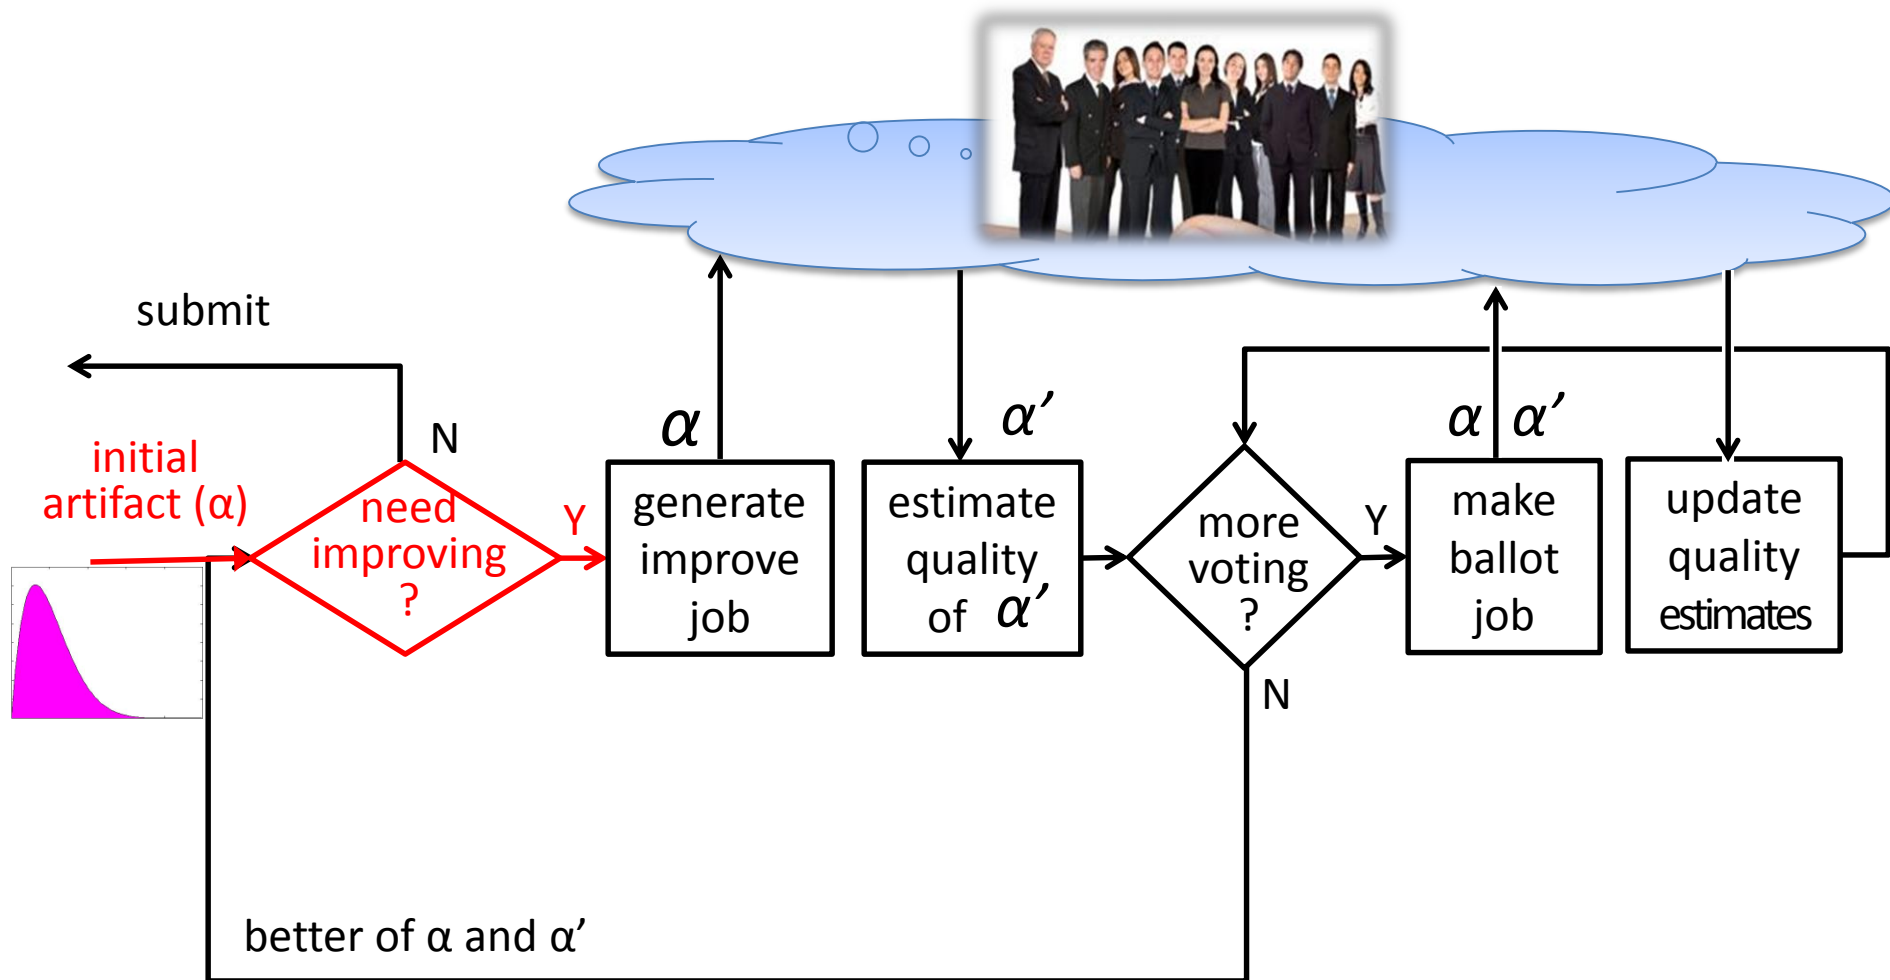 submit
N
initial
artifact (α)
need
improving
?
Y
α
generate
improve
job
α’
estimate
quality
of α’
more
voting
?
Y
N
α α’
make
ballot
job
update
quality
estimates
better of α and α’